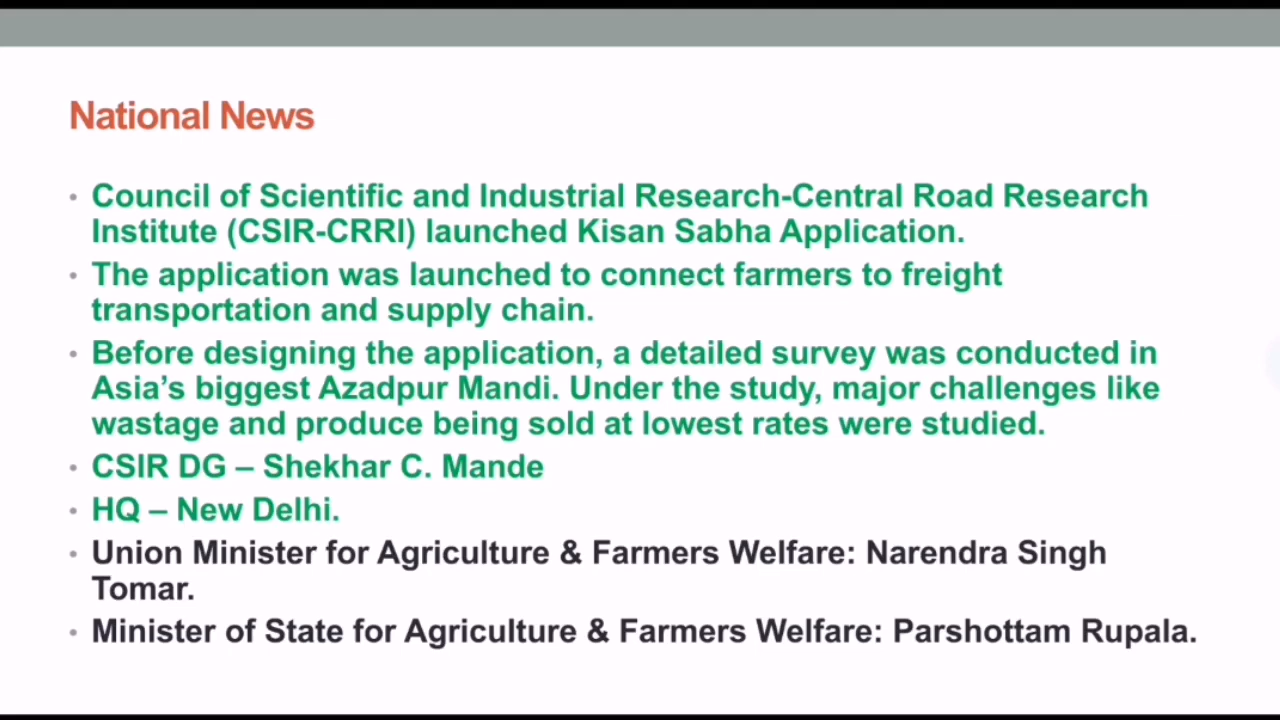 National News
• Council of Scientific and Industrial Research-Central Road Research
Institute (CSIR-CRRI) launched Kisan Sabha Application.
• The application was launched to connect farmers to freight
transportation and supply chain.
• Before designing the application, a detailed survey was conducted in
Asia’s biggest Azadpur Mandi. Under the study, major challenges like
wastage and produce being sold at lowest rates were studied.
• CSIR DG – Shekhar C. Mande
• HQ – New Delhi.
• Union Minister for Agriculture & Farmers Welfare: Narendra Singh
Tomar.
• Minister of State for Agriculture & Farmers Welfare: Parshottam Rupala.